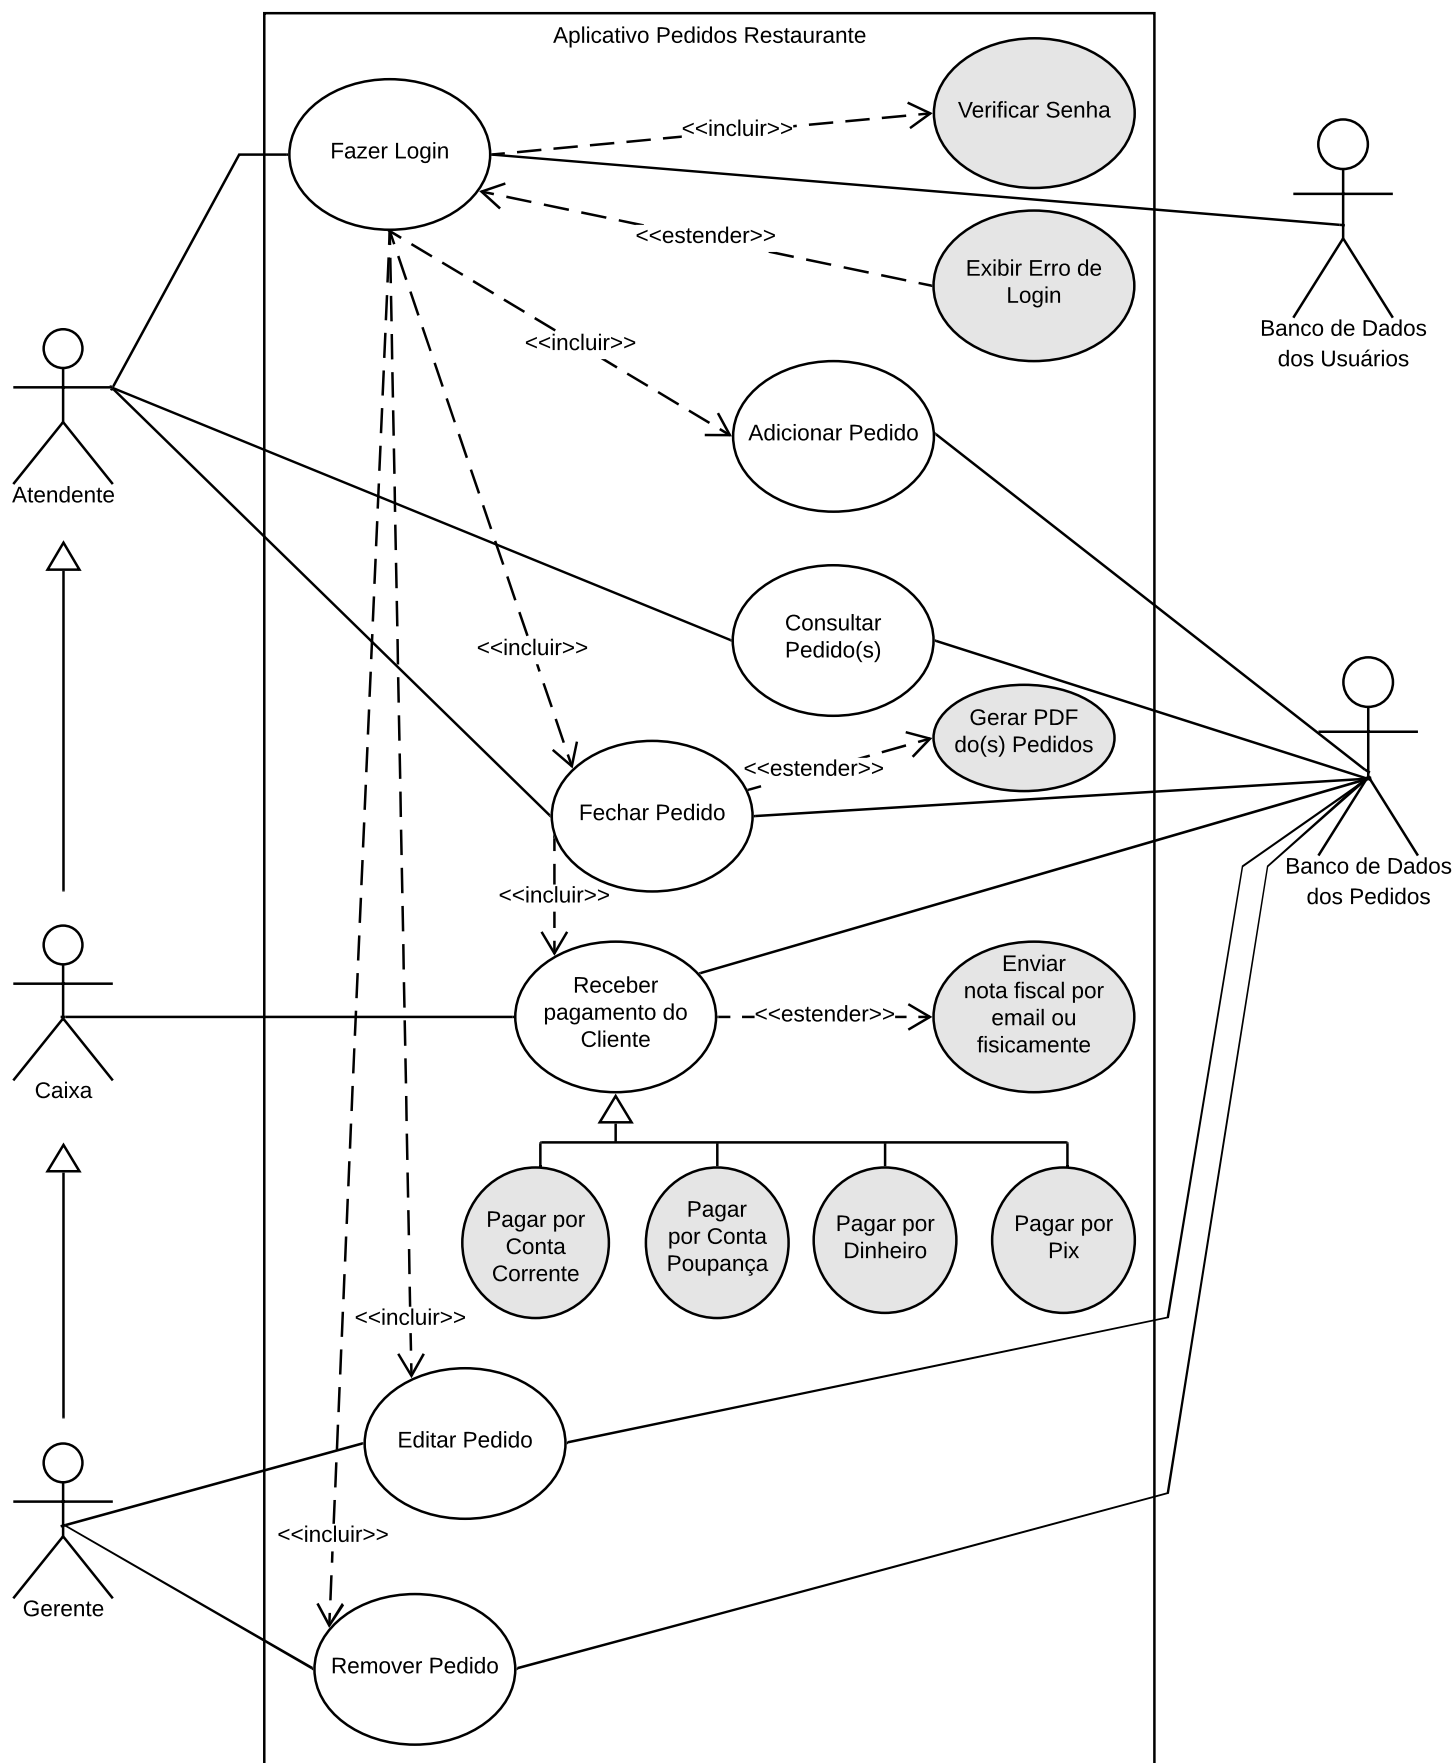 Aplicativo Pedidos Restaurante
Fazer Login
<<incluir>>
Verificar Senha
<<estender>>
Exibir Erro de
Login
Banco de Dados
dos Usuários
<<incluir>>
Adicionar Pedido
Atendente
Consultar
Pedido(s)
<<incluir>>
Gerar PDF
do(s) Pedidos
<<estender>>
Fechar Pedido
Banco de Dados
dos Pedidos
<<incluir>>
Receber
pagamento do
Cliente
<<estender>>
Enviar
nota fiscal por
email ou
fisicamente
Caixa
Pagar por
Conta
Corrente
Pagar
por Conta
Poupança
Pagar por
Dinheiro
Pagar por
Pix
<<incluir>>
Editar Pedido
<<incluir>>
Gerente
Remover Pedido